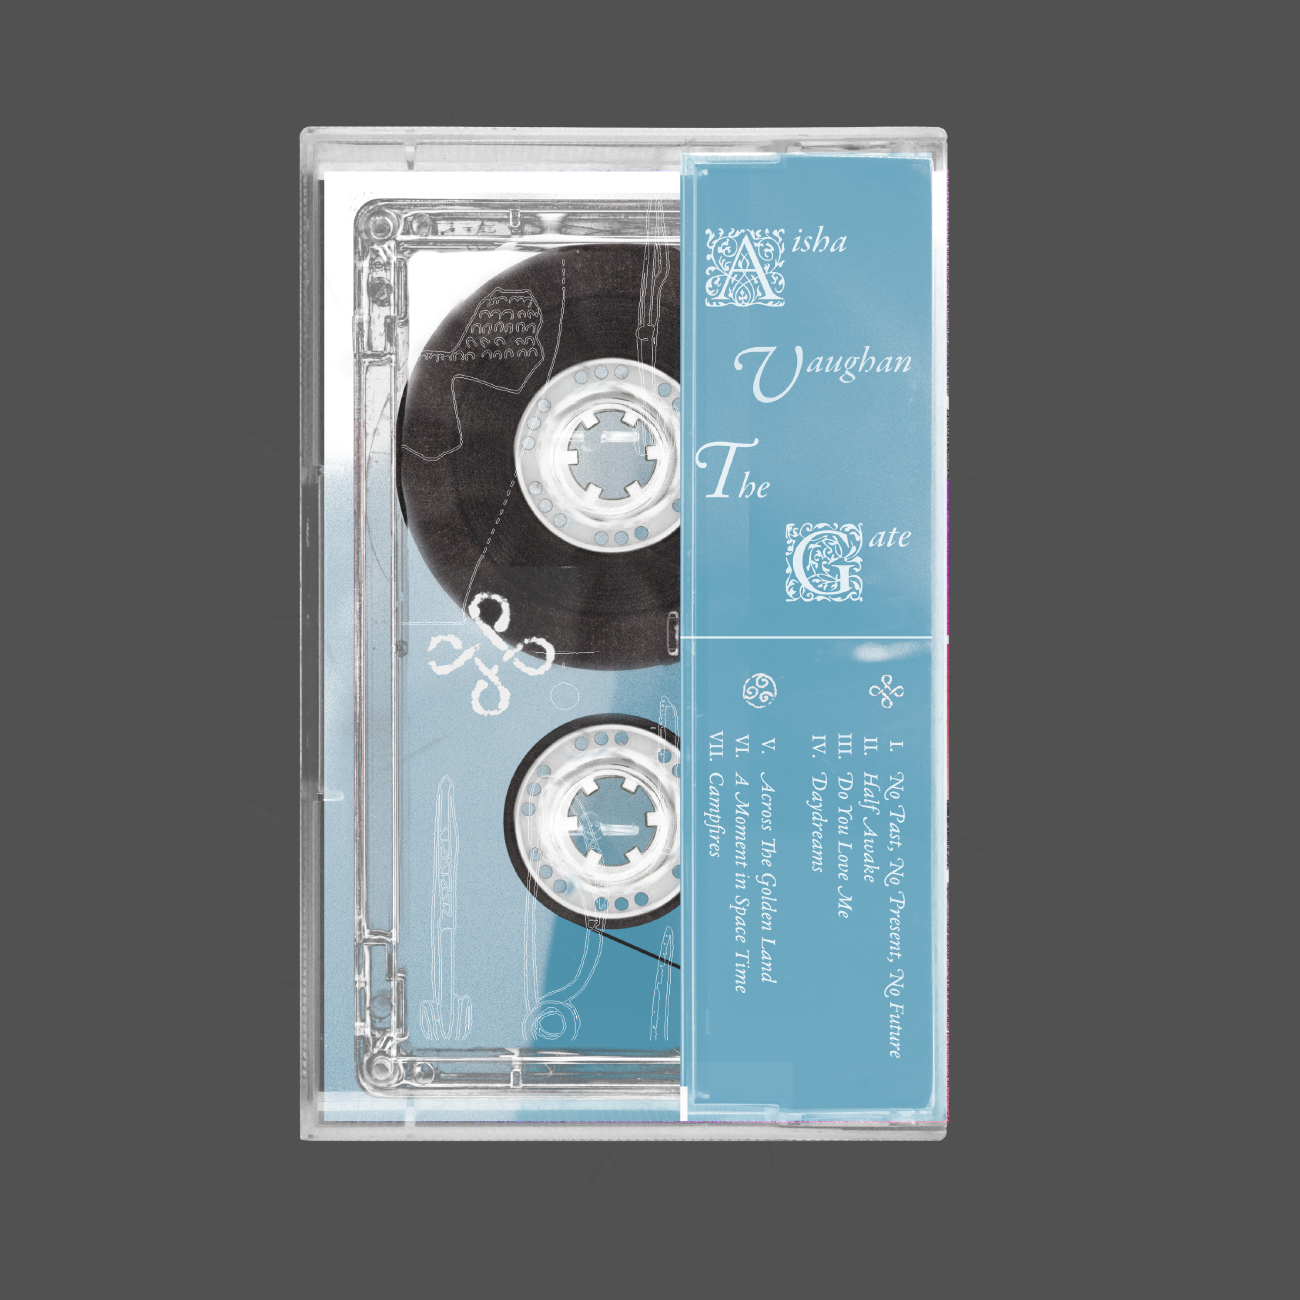 Aisha
Vaughan
The
Gate
I. No Past, No Present, No Future
II. Half Awake
III. Do You Love Me
IV. Daydreams
V. Across The Golden Land
VI. A Moment in Space Time
VII. Campfires